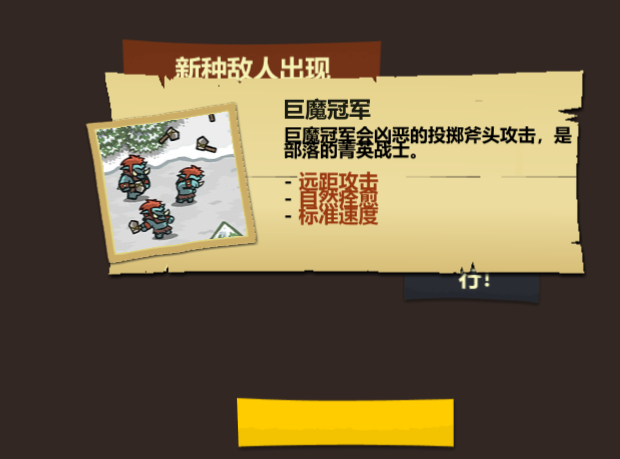 新种敌人出现
巨魔冠军
巨魔冠军会凶恶的投掷斧头攻击，是
部落的菁英战士。
- 远距攻击
- 自然痊愈
- 标准速度
行！